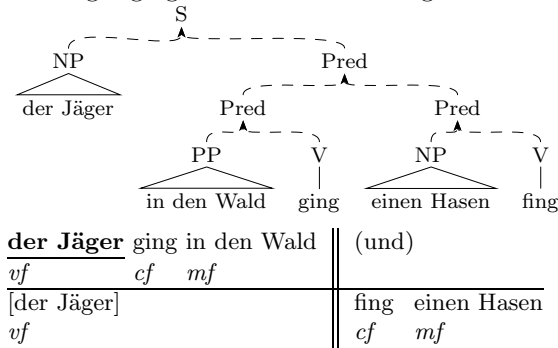 S
NP Pred
der Jäger
Pred Pred
PP V NP V
in den Wald ging einen Hasen fing
der Jäger ging in den Wald (und)
vf cf mf
[der Jäger] fing einen Hasen
vf cf mf